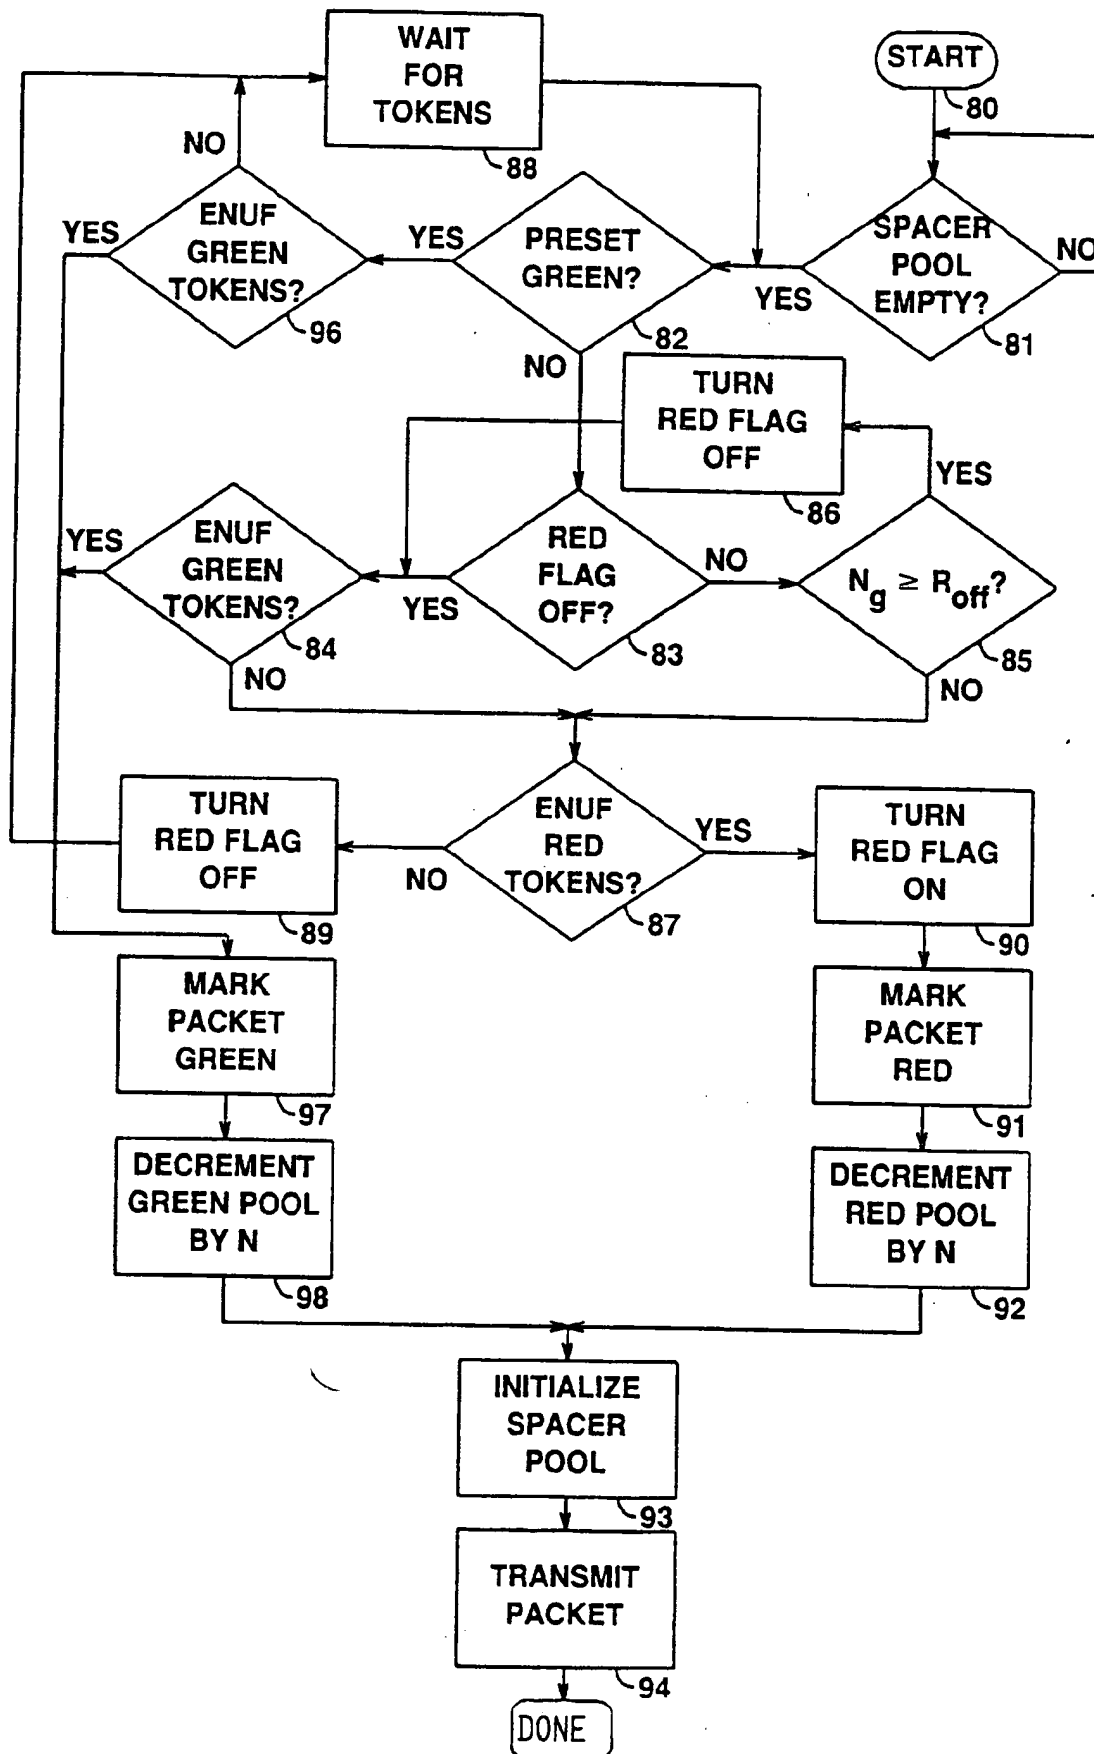 WAIT
FOR
TOKENS
88
START
80
NO
ENUF
GREEN
TOKENS?
96
YES
YES
PRESET
GREEN?
82
YES
SPACER
POOL
EMPTY?
81
NO
NO
TURN
RED FLAG
OFF
86
YES
YES
ENUF
GREEN
TOKENS?
84
YES
RED
FLAG
OFF?
83
NO
Ng ≥ Roff?
85
NO
NO
TURN
RED FLAG
OFF
89
NO
ENUF
RED
TOKENS?
87
YES
TURN
RED FLAG
ON
90
MARK
PACKET
GREEN
97
MARK
PACKET
RED
91
DECREMENT
GREEN POOL
BY N
98
DECREMENT
RED POOL
BY N
92
INITIALIZE
SPACER
POOL
93
TRANSMIT
PACKET
94
DONE